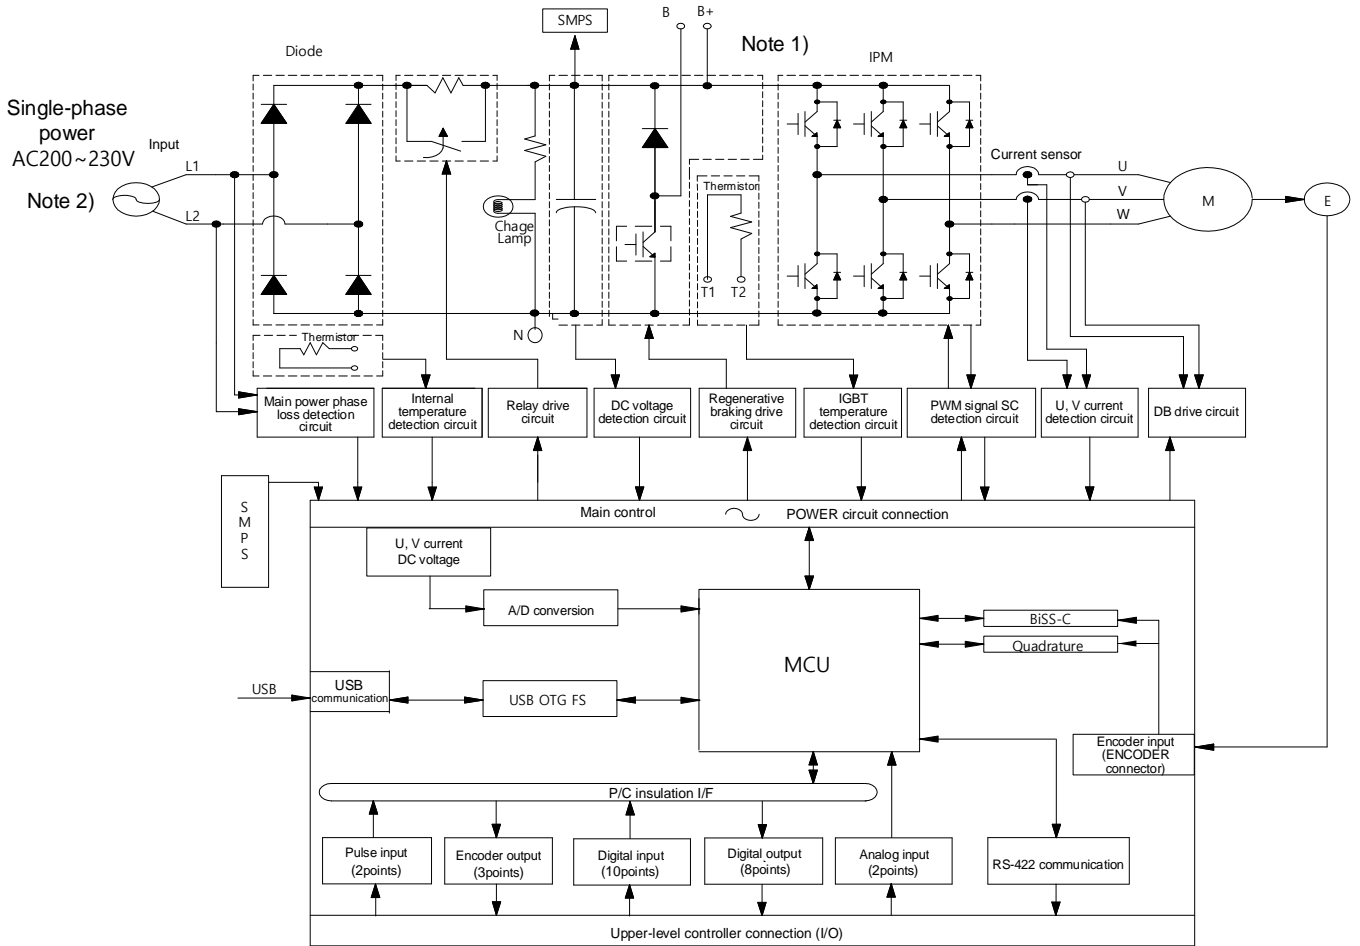 SMPS
B
B+
Note 1)
Diode
IPM
Single-phase
power
AC200~230V
Input
L1
Note 2)
L2
Chage
Lamp
Thermistor
T1
T2
Current sensor
U
V
W
M
E
N
Thermistor
Main power phase
loss detection
circuit
Internal
temperature
detection circuit
Relay drive
circuit
DC voltage
detection circuit
Regenerative
braking drive
circuit
IGBT
temperature
detection circuit
PWM signal SC
detection circuit
U, V current
detection circuit
DB drive circuit
S
M
P
S
Main control
POWER circuit connection
U, V current
DC voltage
A/D conversion
MCU
BiSS-C
Quadrature
USB
USB
communication
USB OTG FS
Encoder input
(ENCODER
connector)
P/C insulation I/F
Pulse input
(2points)
Encoder output
(3points)
Digital input
(10points)
Digital output
(8points)
Analog input
(2points)
RS-422 communication
Upper-level controller connection (I/O)